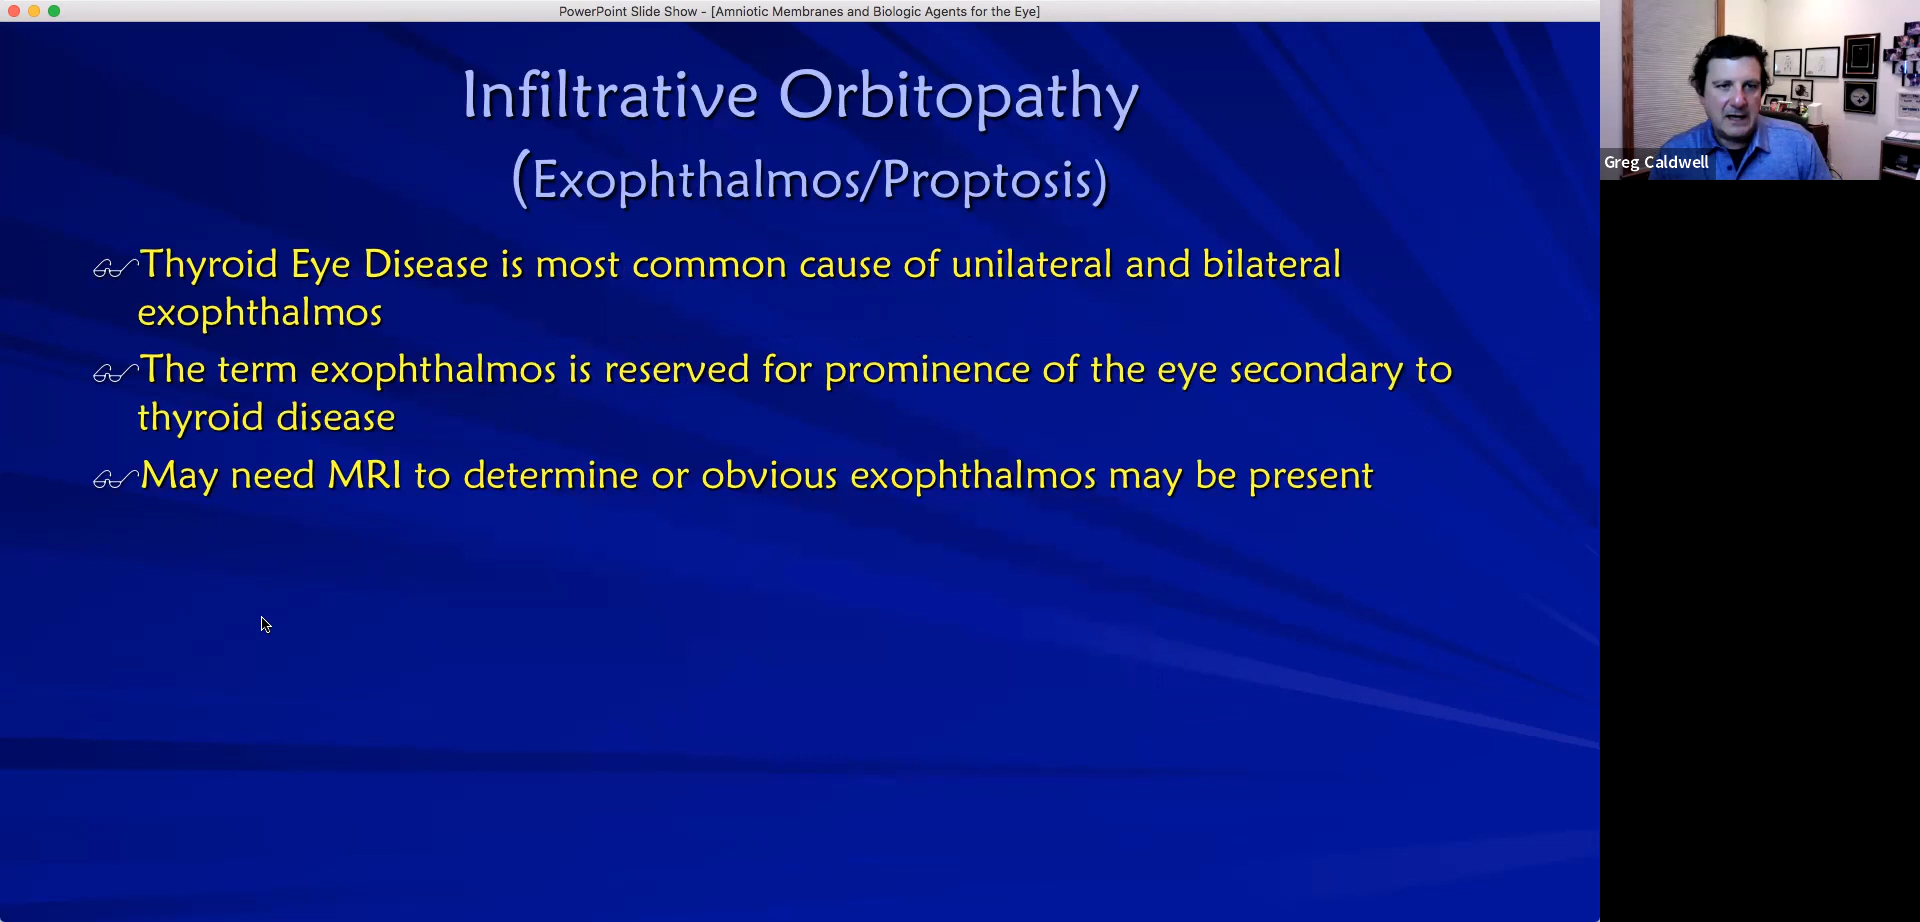 PowerPoint Slide Show - [Amniotic Membranes and Biologic Agents for the Eye]
Infiltrative Orbitopathy
(Exophthalmos/Proptosis)
Thyroid Eye Disease is most common cause of unilateral and bilateral
exophthalmos
The term exophthalmos is reserved for prominence of the eye secondary to
thyroid disease
May need MRI to determine or obvious exophthalmos may be present
Greg Caldwell